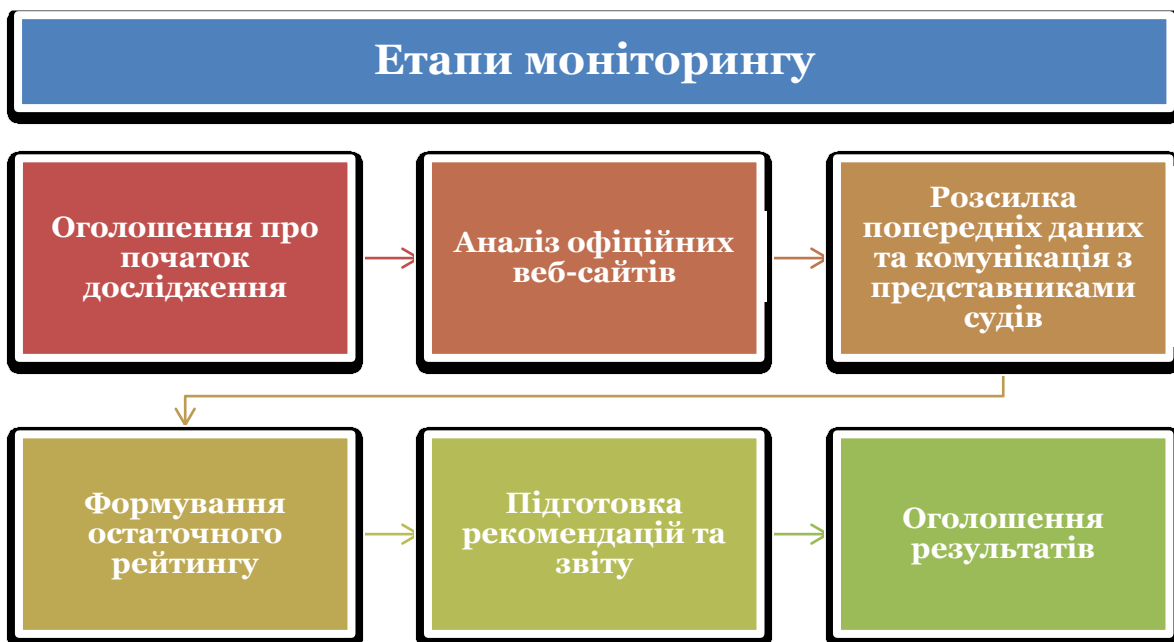 Етапи моніторингу
Оголошення про
початок
дослідження
Аналіз офіційних
веб-сайтів
Розсилка
попередніх даних
та комунікація з
представниками
судів
Формування
остаточного
рейтингу
Підготовка
рекомендацій та
звіту
Оголошення
результатів